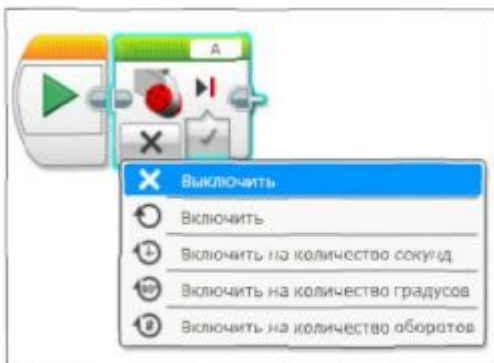 A
Выключить
Включить
Включить на количество секунд
Включить на количество градусов
Включить на количество оборотов